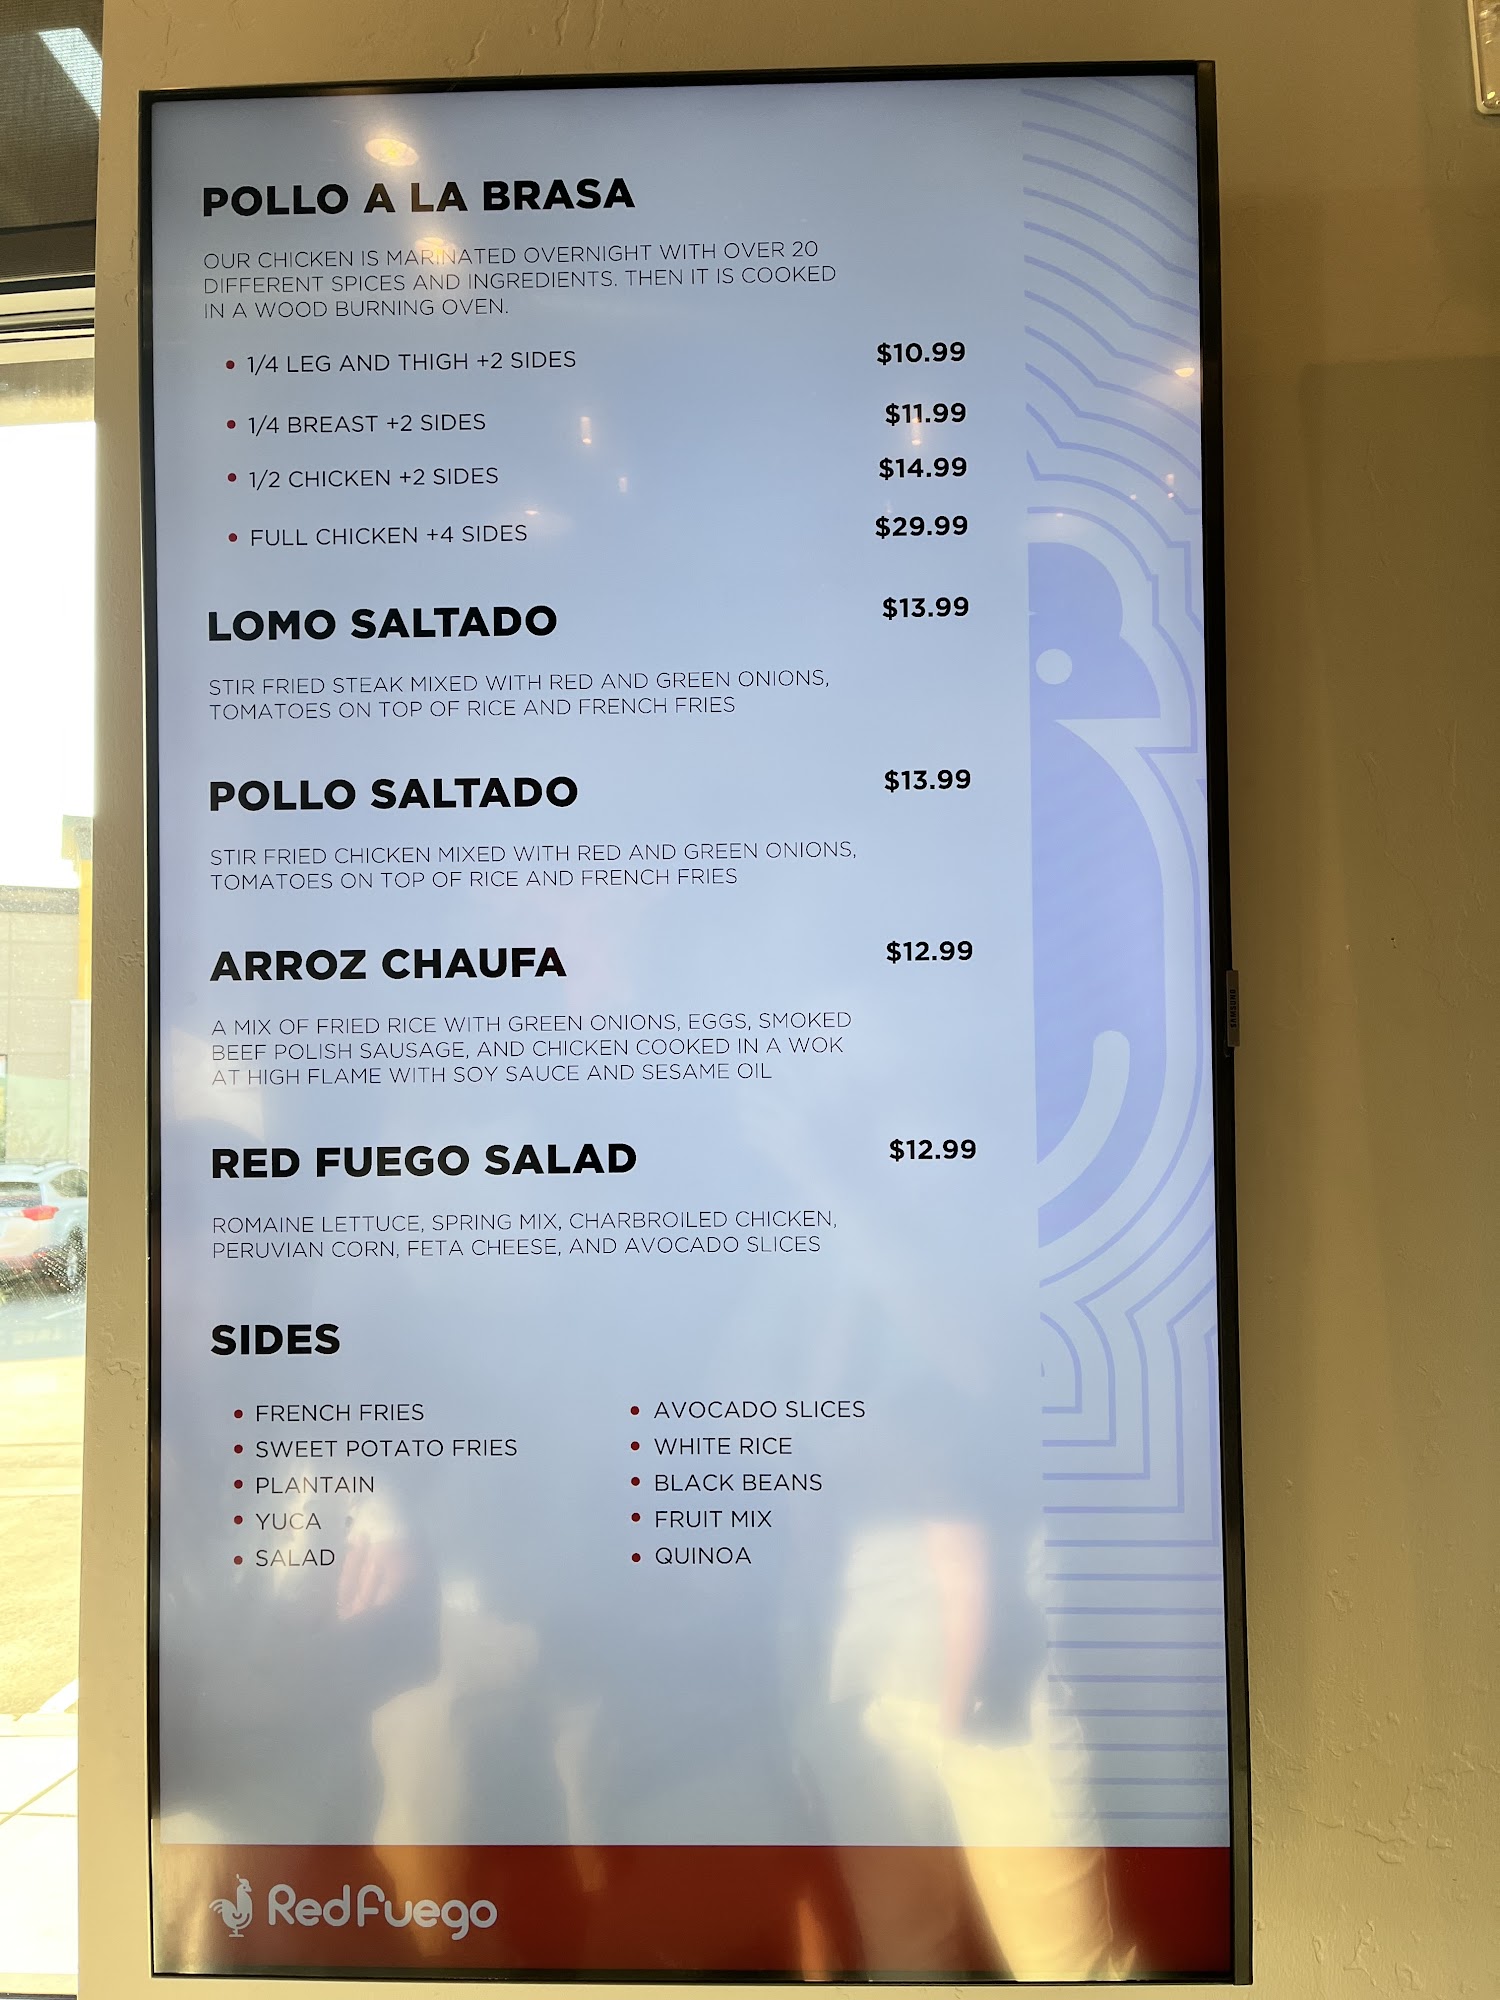 POLLO A LA BRASA
OUR CHICKEN IS MARINATED OVERNIGHT WITH OVER 20
DIFFERENT SPICES AND INGREDIENTS. THEN IT IS COOKED
IN A WOOD BURNING OVEN.
• 1/4 LEG AND THIGH +2 SIDES $10.99
• 1/4 BREAST +2 SIDES $11.99
• 1/2 CHICKEN +2 SIDES $14.99
• FULL CHICKEN +4 SIDES $29.99
LOMO SALTADO $13.99
STIR FRIED STEAK MIXED WITH RED AND GREEN ONIONS,
TOMATOES ON TOP OF RICE AND FRENCH FRIES
POLLO SALTADO $13.99
STIR FRIED CHICKEN MIXED WITH RED AND GREEN ONIONS,
TOMATOES ON TOP OF RICE AND FRENCH FRIES
ARROZ CHAUFA $12.99
A MIX OF FRIED RICE WITH GREEN ONIONS, EGGS, SMOKED
BEEF POLISH SAUSAGE, AND CHICKEN COOKED IN A WOK
AT HIGH FLAME WITH SOY SAUCE AND SESAME OIL
RED FUEGO SALAD $12.99
ROMAINE LETTUCE, SPRING MIX, CHARBROILED CHICKEN,
PERUVIAN CORN, FETA CHEESE, AND AVOCADO SLICES
SIDES
• FRENCH FRIES
• SWEET POTATO FRIES
• PLANTAIN
• YUCA
• SALAD
• AVOCADO SLICES
• WHITE RICE
• BLACK BEANS
• FRUIT MIX
• QUINOA
Red Fuego
SAMSUNG